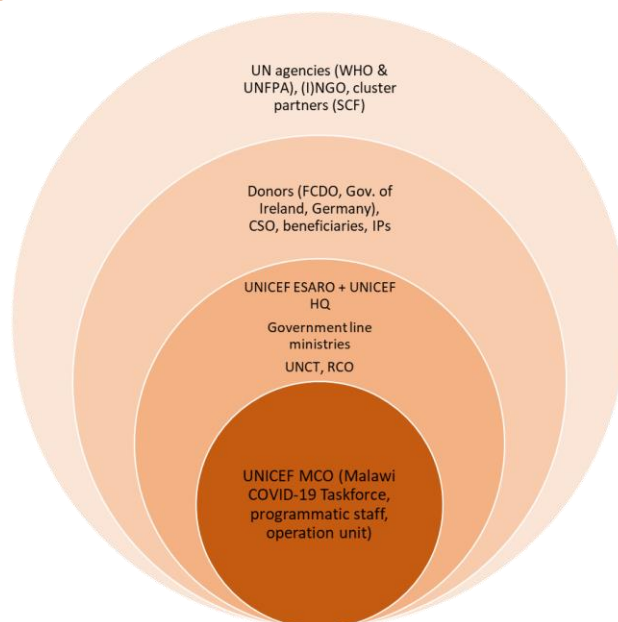 UN agencies (WHO &
UNFPA), (I)NGO, cluster
partners (SCF)
Donors (FCDO, Gov. of
Ireland, Germany),
CSO, beneficiaries, IPs
UNICEF ESARO + UNICEF
HQ
Government line
ministries
UNCT, RCO
UNICEF MCO (Malawi
COVID-19 Taskforce,
programmatic staff,
operation unit)